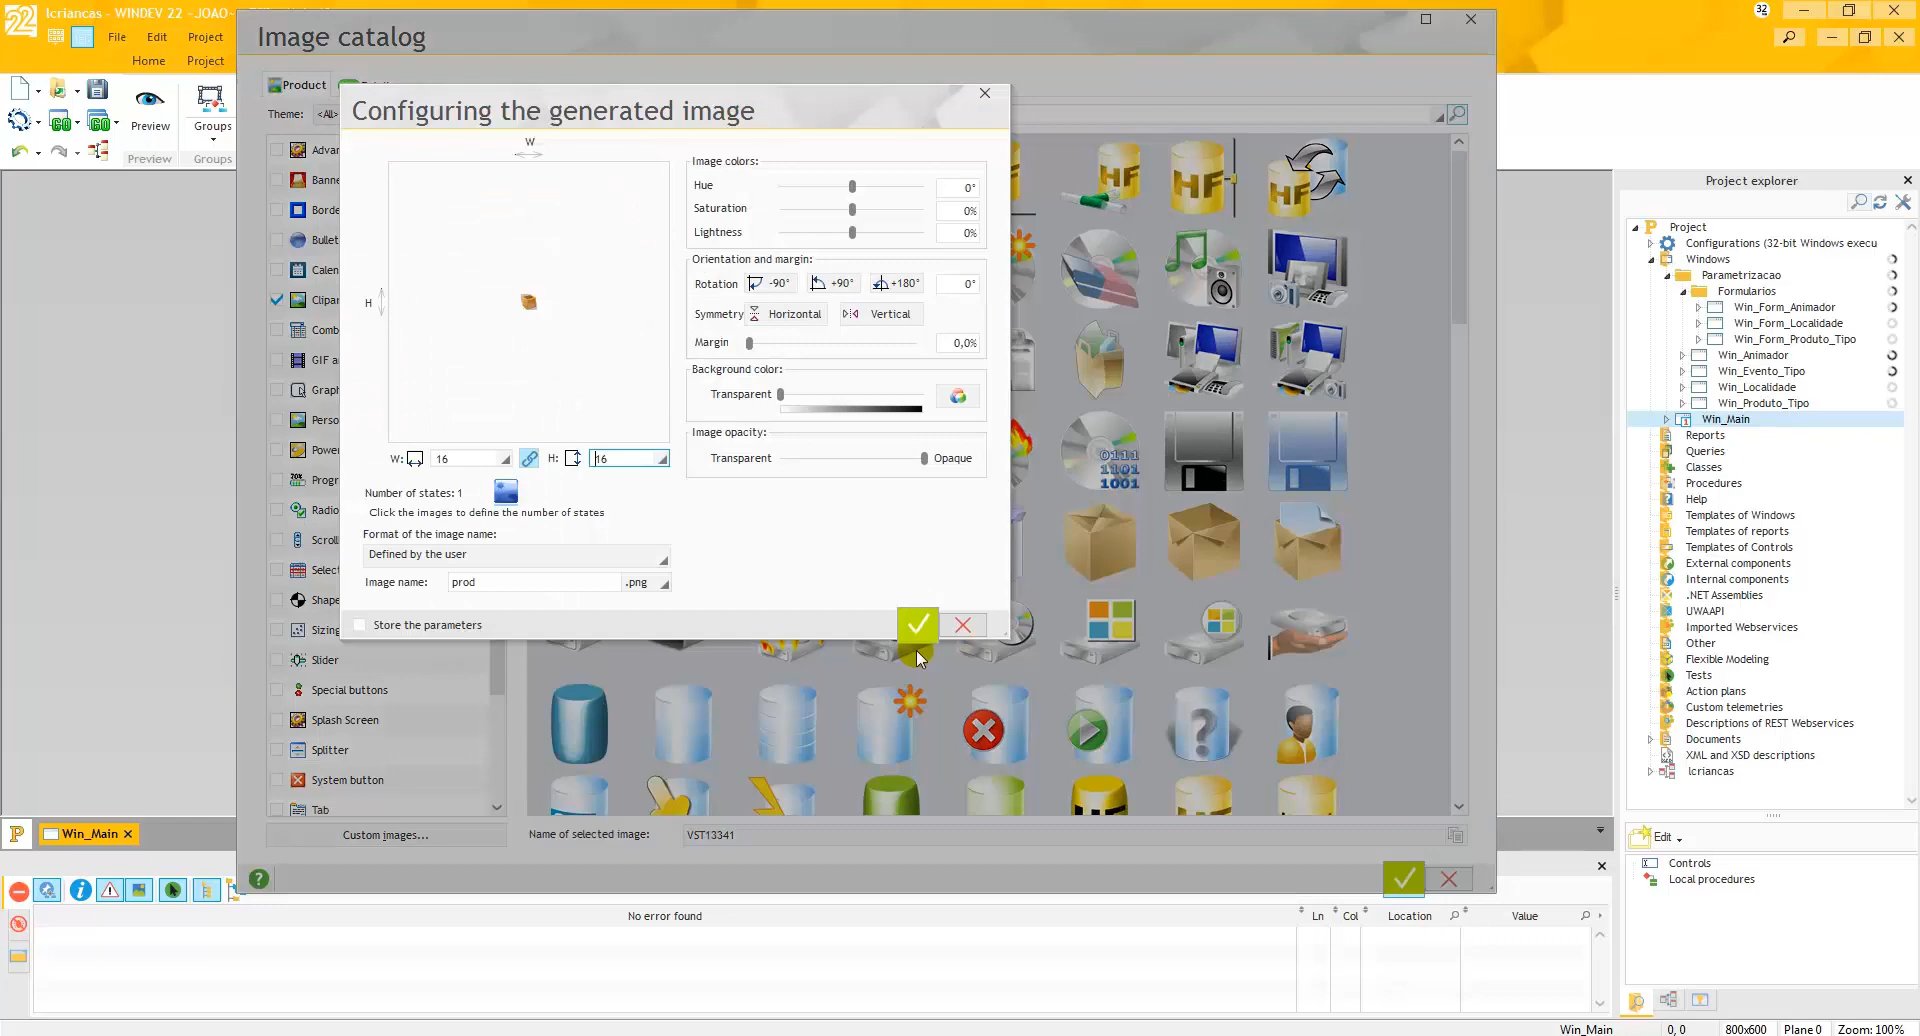 lcriancas - WINDEV 22 -JOAO-
32
File Edit Project
Home Project
Preview
Groups
Preview
Groups
Image catalog
Product
Theme: <All>
Advan
Banne
Borde
Bullet
Calen
Clipar
Comb
GIF a
Graph
Perso
Powe
Progr
Radio
Scroll
Select
Shape
Sizing
Slider
Special buttons
Splash Screen
Splitter
System button
Tab
Custom images...
Name of selected image: VST13341
Configuring the generated image
W
H
W: 16 H: 16
Number of states: 1
Click the images to define the number of states
Format of the image name:
Defined by the user
Image name: prod .png
Store the parameters
Image colors:
Hue 0°
Saturation 0%
Lightness 0%
Orientation and margin:
Rotation -90° +90° +180° 0°
Symmetry Horizontal Vertical
Margin 0,0%
Background color:
Transparent
Image opacity:
Transparent Opaque
HF
HF
HF
0111
1101
1001
Project explorer
Project
Configurations (32-bit Windows execu
Windows
Parametrizacao
Formularios
Win_Form_Animador
Win_Form_Localidade
Win_Form_Produto_Tipo
Win_Animador
Win_Evento_Tipo
Win_Localidade
Win_Produto_Tipo
Win_Main
Reports
Queries
Classes
Procedures
Help
Templates of Windows
Templates of reports
Templates of Controls
External components
Internal components
.NET Assemblies
UWAAPI
Imported Webservices
Other
Flexible Modeling
Tests
Action plans
Custom telemetries
Descriptions of REST Webservices
Documents
XML and XSD descriptions
lcriancas
Edit
Controls
Local procedures
Win_Main
No error found
Ln Col Location Value
Win_Main 0, 0 800x600 Plane 0 Zoom: 100%